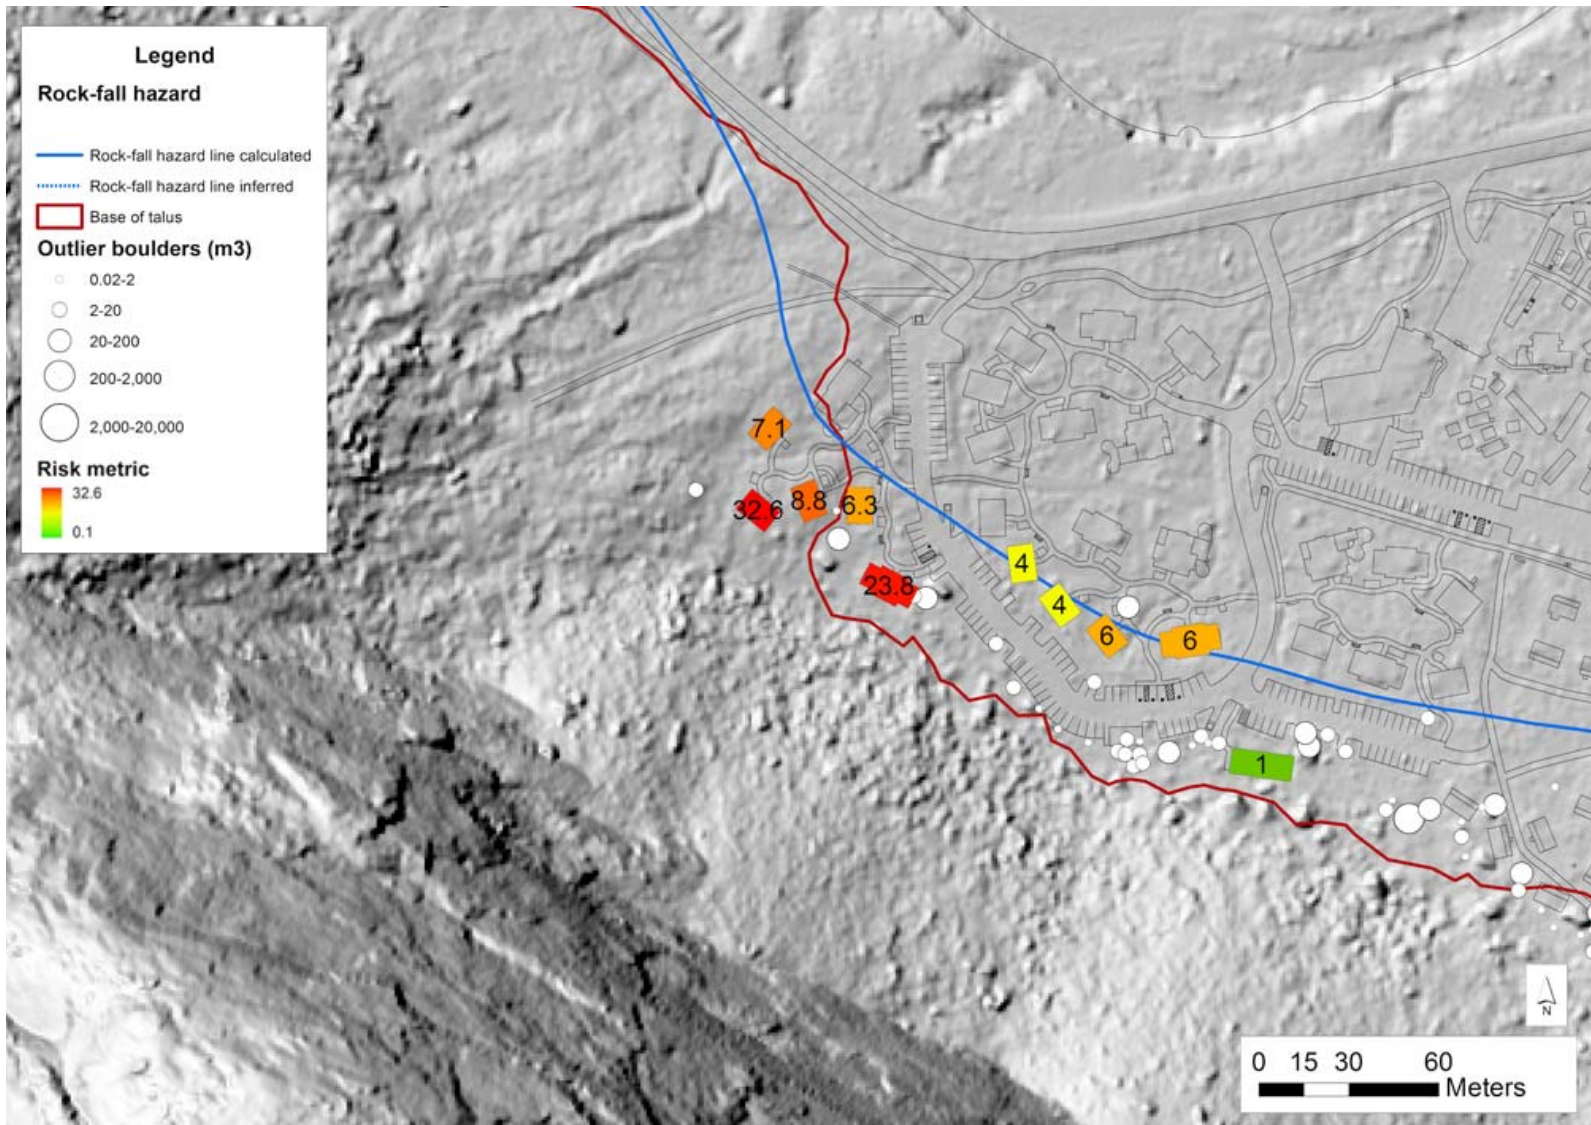 Legend
Rock-fall hazard
Rock-fall hazard line calculated
Rock-fall hazard line inferred
Base of talus
Outlier boulders (m3)
0.02-2
2-20
20-200
200-2,000
2,000-20,000
Risk metric
32.6
0.1
7.1
32.6
8.8
6.3
23.8
4
4
6
6
1
N
0 15 30 60
Meters